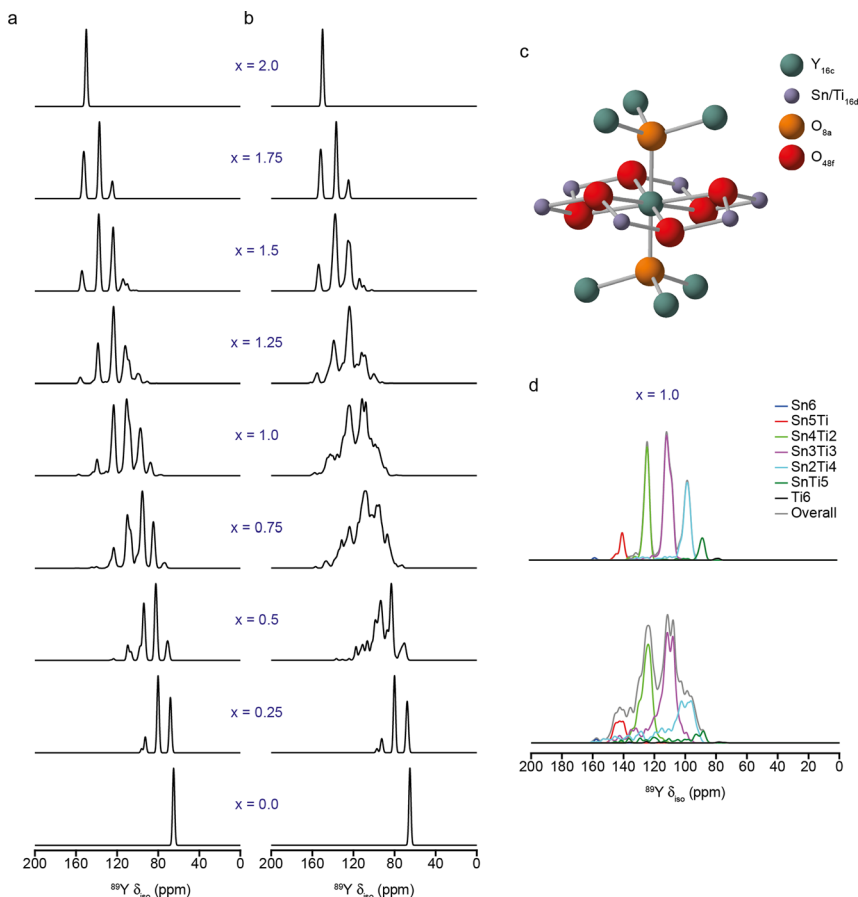 a
b
c
d
x = 2.0
x = 1.75
x = 1.5
x = 1.25
x = 1.0
x = 0.75
x = 0.5
x = 0.25
x = 0.0
200 160 120 80 40 0
⁸⁹Y δiso (ppm)
200 160 120 80 40 0
⁸⁹Y δiso (ppm)
Y16c
Sn/Ti16d
O8a
O48f
x = 1.0
Sn6
Sn5Ti
Sn4Ti2
Sn3Ti3
Sn2Ti4
SnTi5
Ti6
Overall
200 160 140 120 100 80 60 40 20 0
⁸⁹Y δiso (ppm)